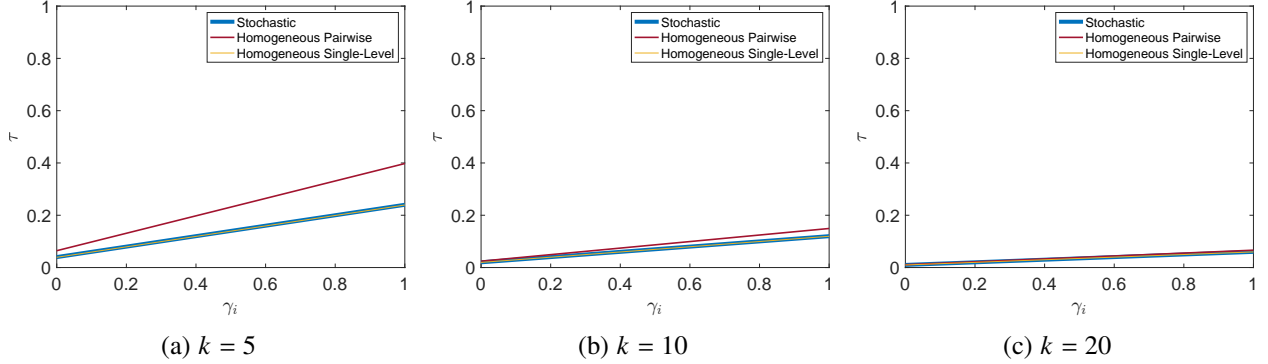 1
0.8
0.6
0.4
0.2
0
τ
0 0.2 0.4 0.6 0.8 1
γi
Stochastic
Homogeneous Pairwise
Homogeneous Single-Level
(a) k = 5
1
0.8
0.6
0.4
0.2
0
τ
0 0.2 0.4 0.6 0.8 1
γi
Stochastic
Homogeneous Pairwise
Homogeneous Single-Level
(b) k = 10
1
0.8
0.6
0.4
0.2
0
τ
0 0.2 0.4 0.6 0.8 1
γi
Stochastic
Homogeneous Pairwise
Homogeneous Single-Level
(c) k = 20